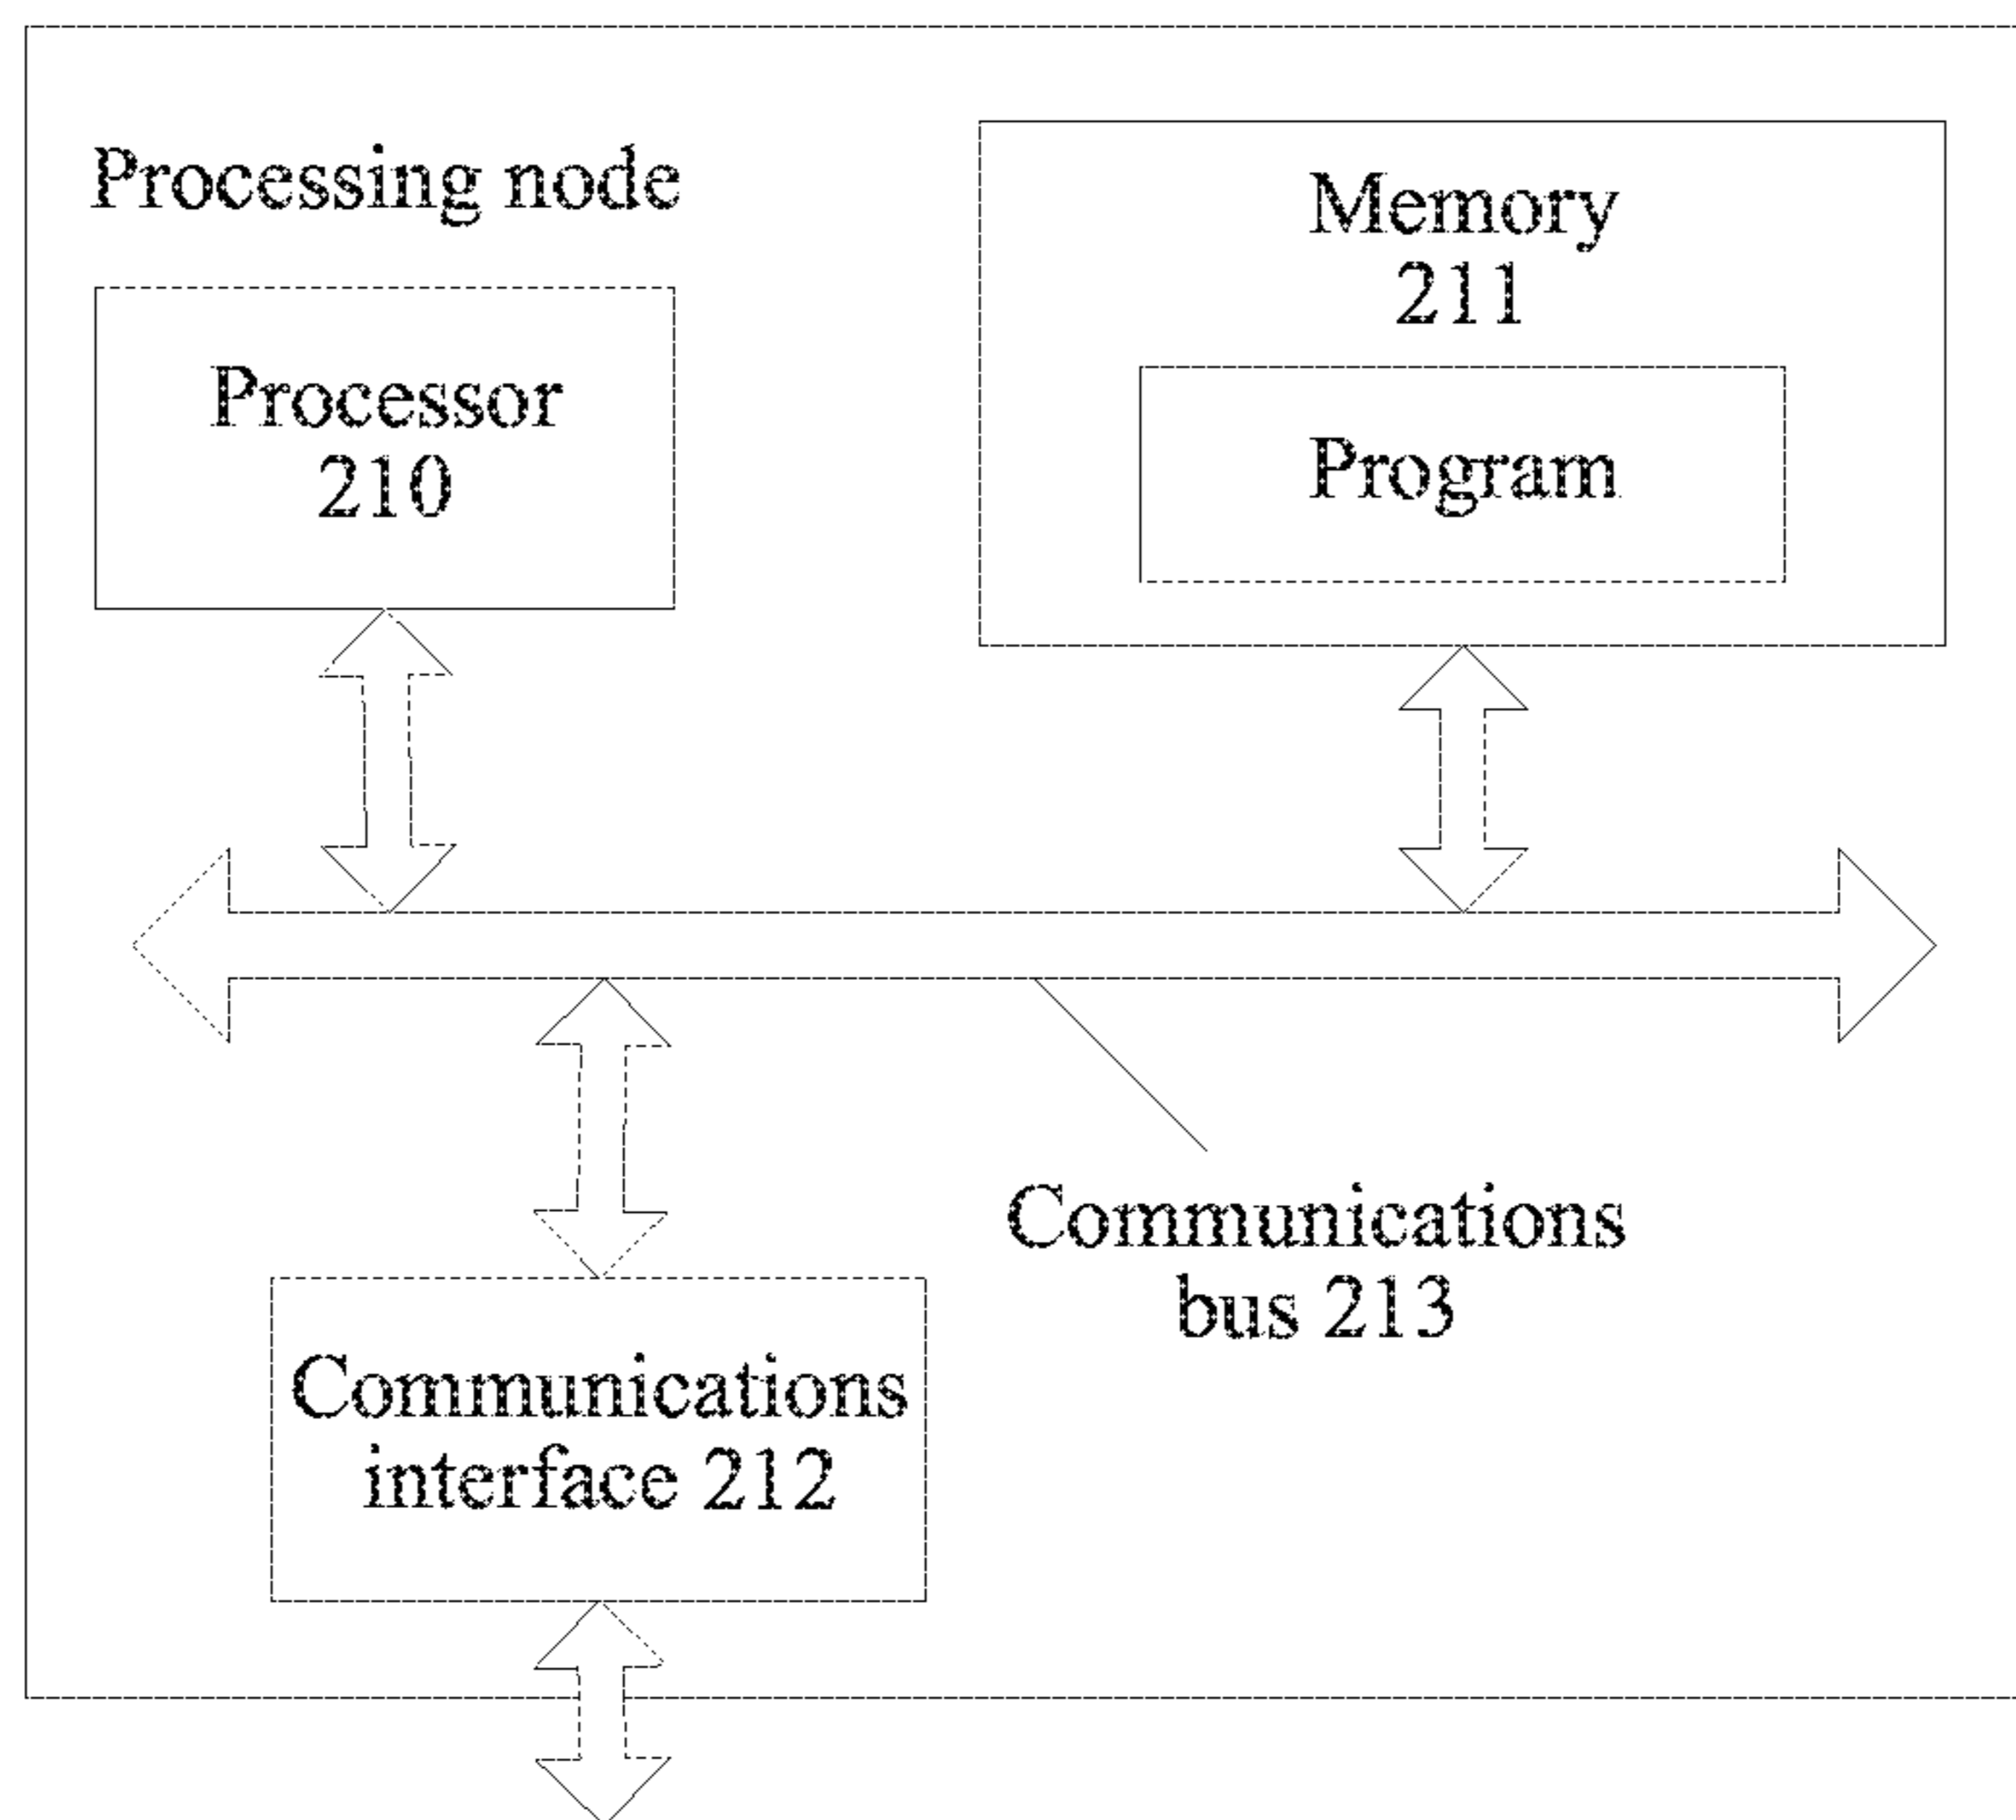 Processing node
Memory
211
Processor
210
Program
Communications
bus 213
Communications
interface 212